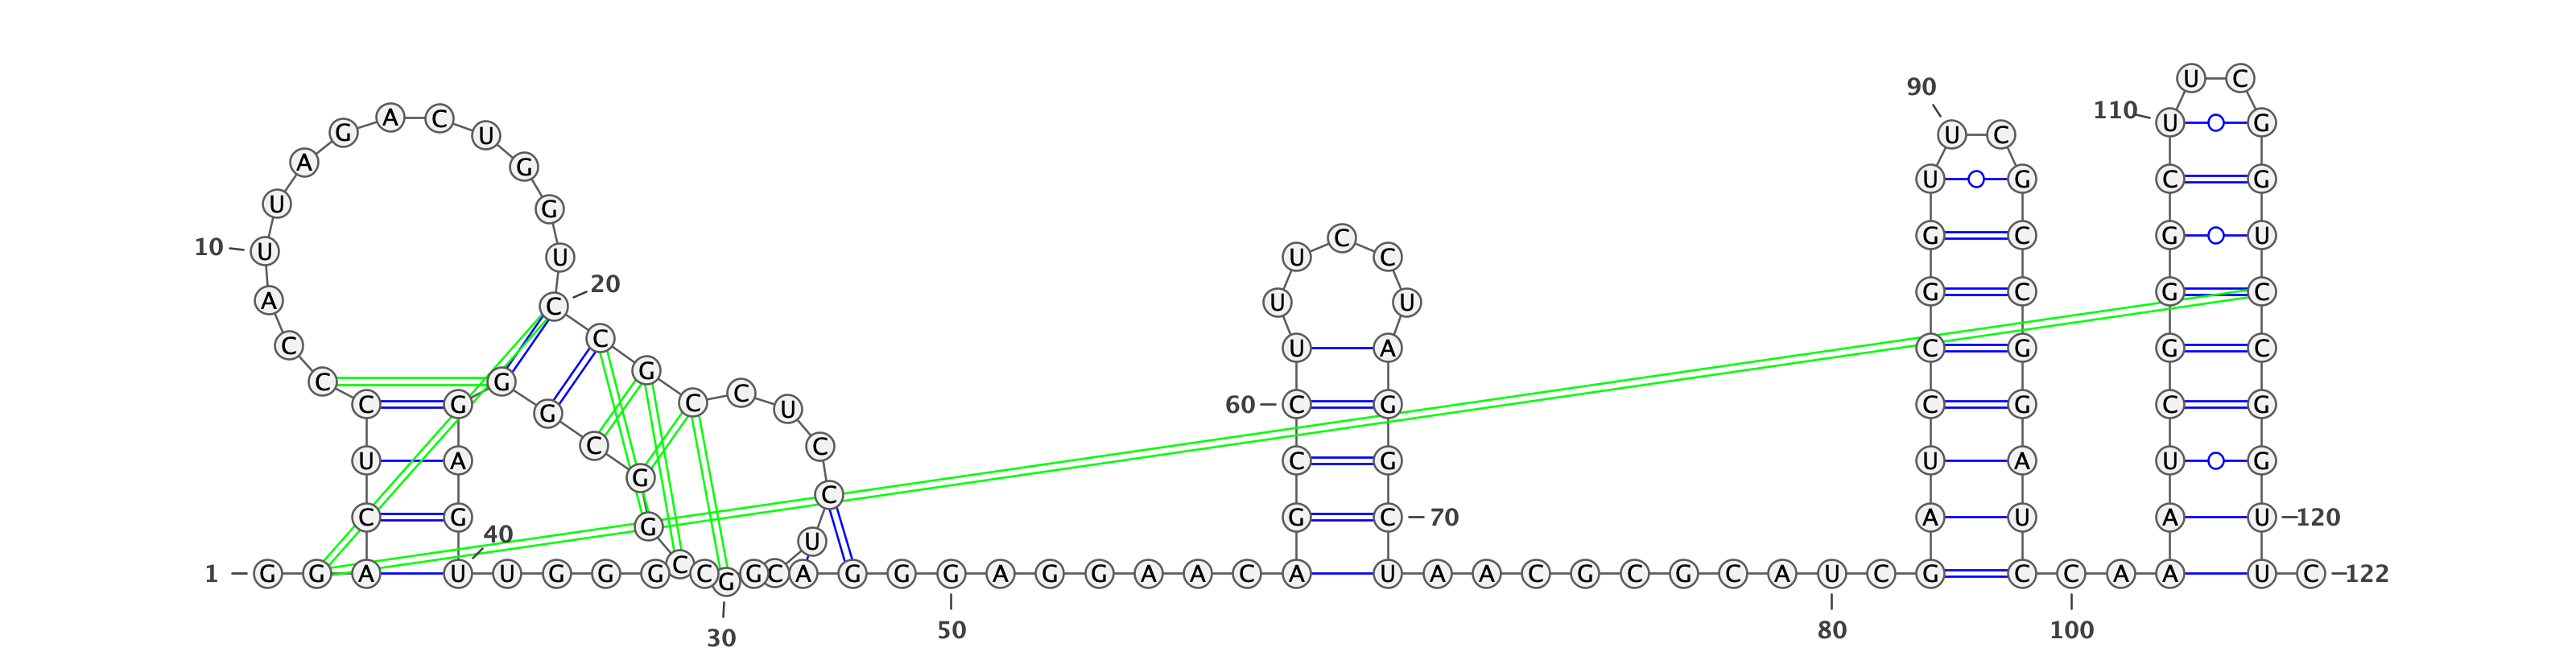 1
G G A C U C C C A U
10
U A G A C U G G U C
20
C G C C U C C U C G
30
C G G C G G G A G U
40
U G G G C G A G G G
50
A G G A A C A G C C
60
U U U C C U A G G C
70
U A A C G C G C A U
80
C G A U C C G G U U
90
C G C C G G A U C C
100
A A A U C G G G C U
110
U C G G U C C G G U
120
U C
122